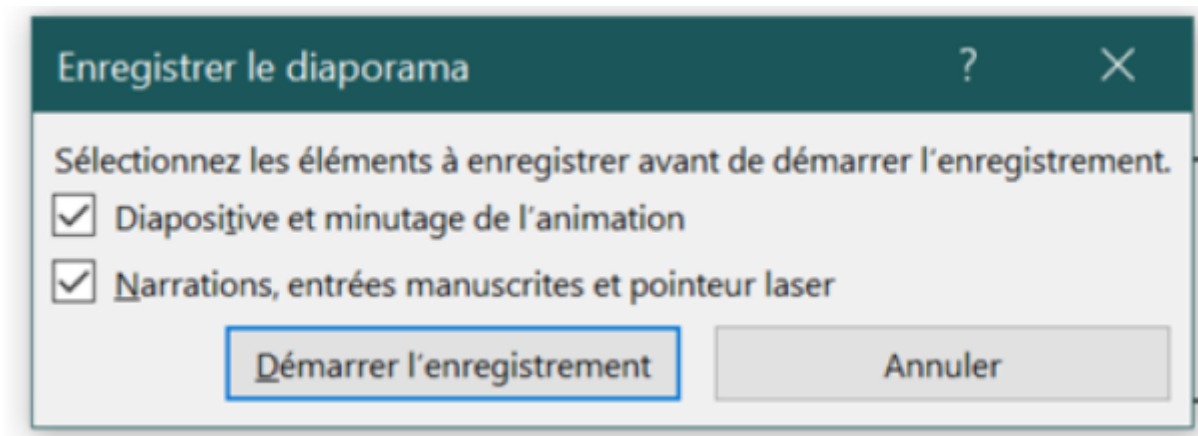 Enregistrer le diaporama ? ×
Sélectionnez les éléments à enregistrer avant de démarrer l'enregistrement.
Diapositive et minutage de l'animation
Narrations, entrées manuscrites et pointeur laser
Démarrer l'enregistrement Annuler